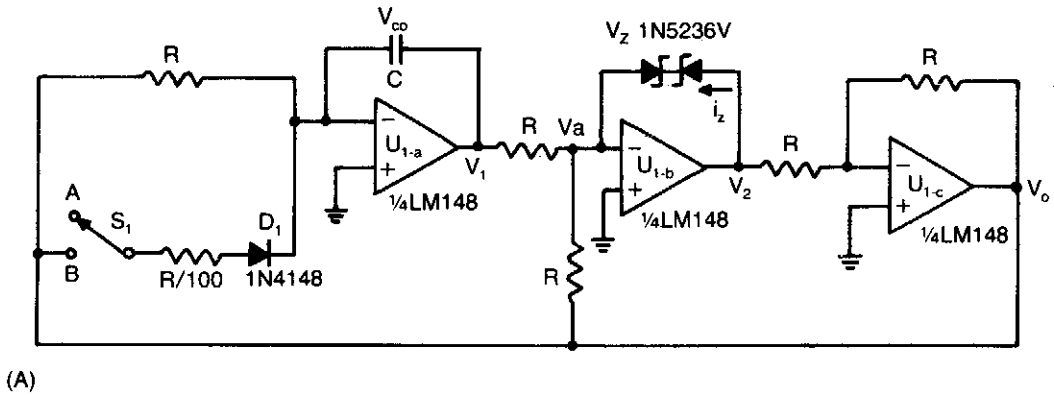 V_CO
V_Z 1N5236V
R
C
R
i_z
R
Va
R
−
U_1-a
+
V_1
¼LM148
−
U_1-b
+
V_2
¼LM148
−
U_1-c
+
V_o
¼LM148
A
S_1
D_1
B
R/100
1N4148
R
(A)